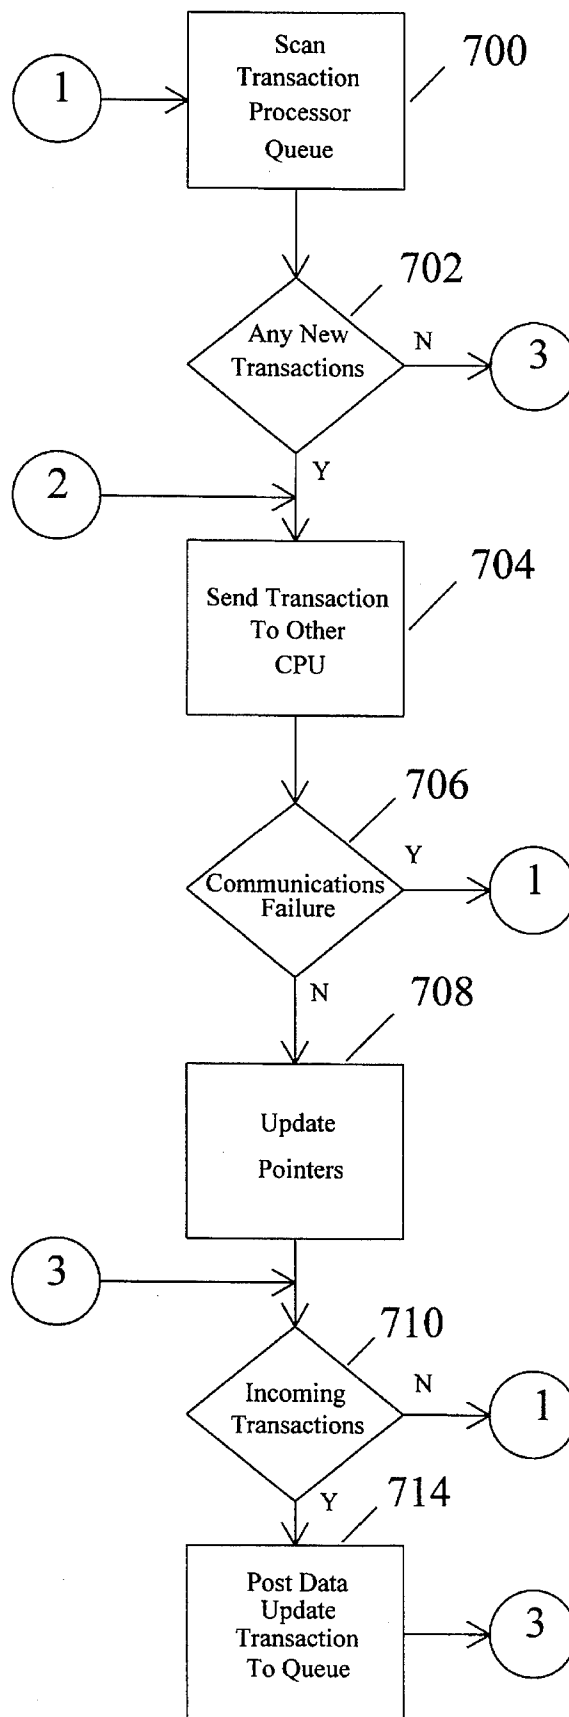 Scan
Transaction
Processor
Queue
700
1
702
Any New
Transactions
N
3
Y
2
Send Transaction
To Other
CPU
704
706
Communications
Failure
Y
1
N
708
Update
Pointers
3
710
Incoming
Transactions
N
1
Y
714
Post Data
Update
Transaction
To Queue
3